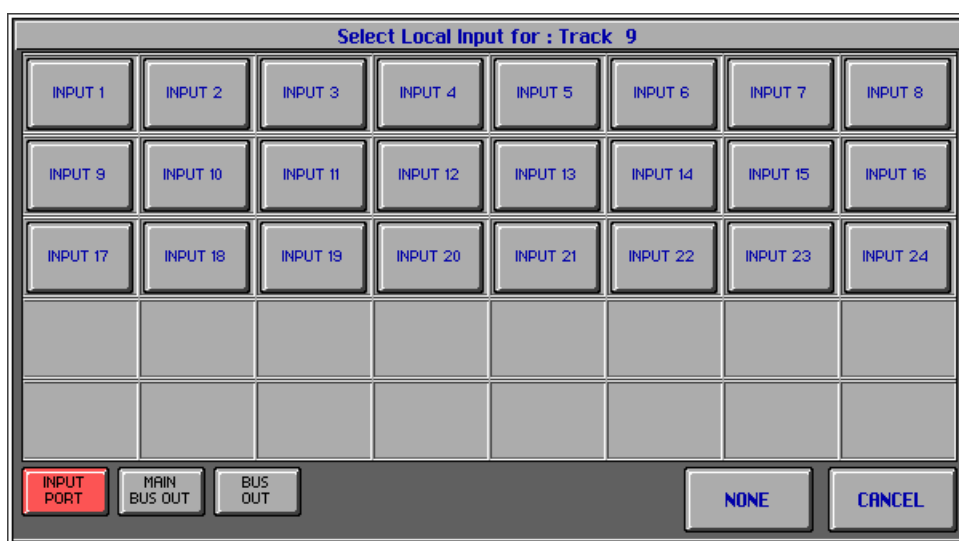 Select Local Input for : Track 9
INPUT 1 INPUT 2 INPUT 3 INPUT 4 INPUT 5 INPUT 6 INPUT 7 INPUT 8
INPUT 9 INPUT 10 INPUT 11 INPUT 12 INPUT 13 INPUT 14 INPUT 15 INPUT 16
INPUT 17 INPUT 18 INPUT 19 INPUT 20 INPUT 21 INPUT 22 INPUT 23 INPUT 24
INPUT
PORT
MAIN
BUS OUT
BUS
OUT
NONE
CANCEL